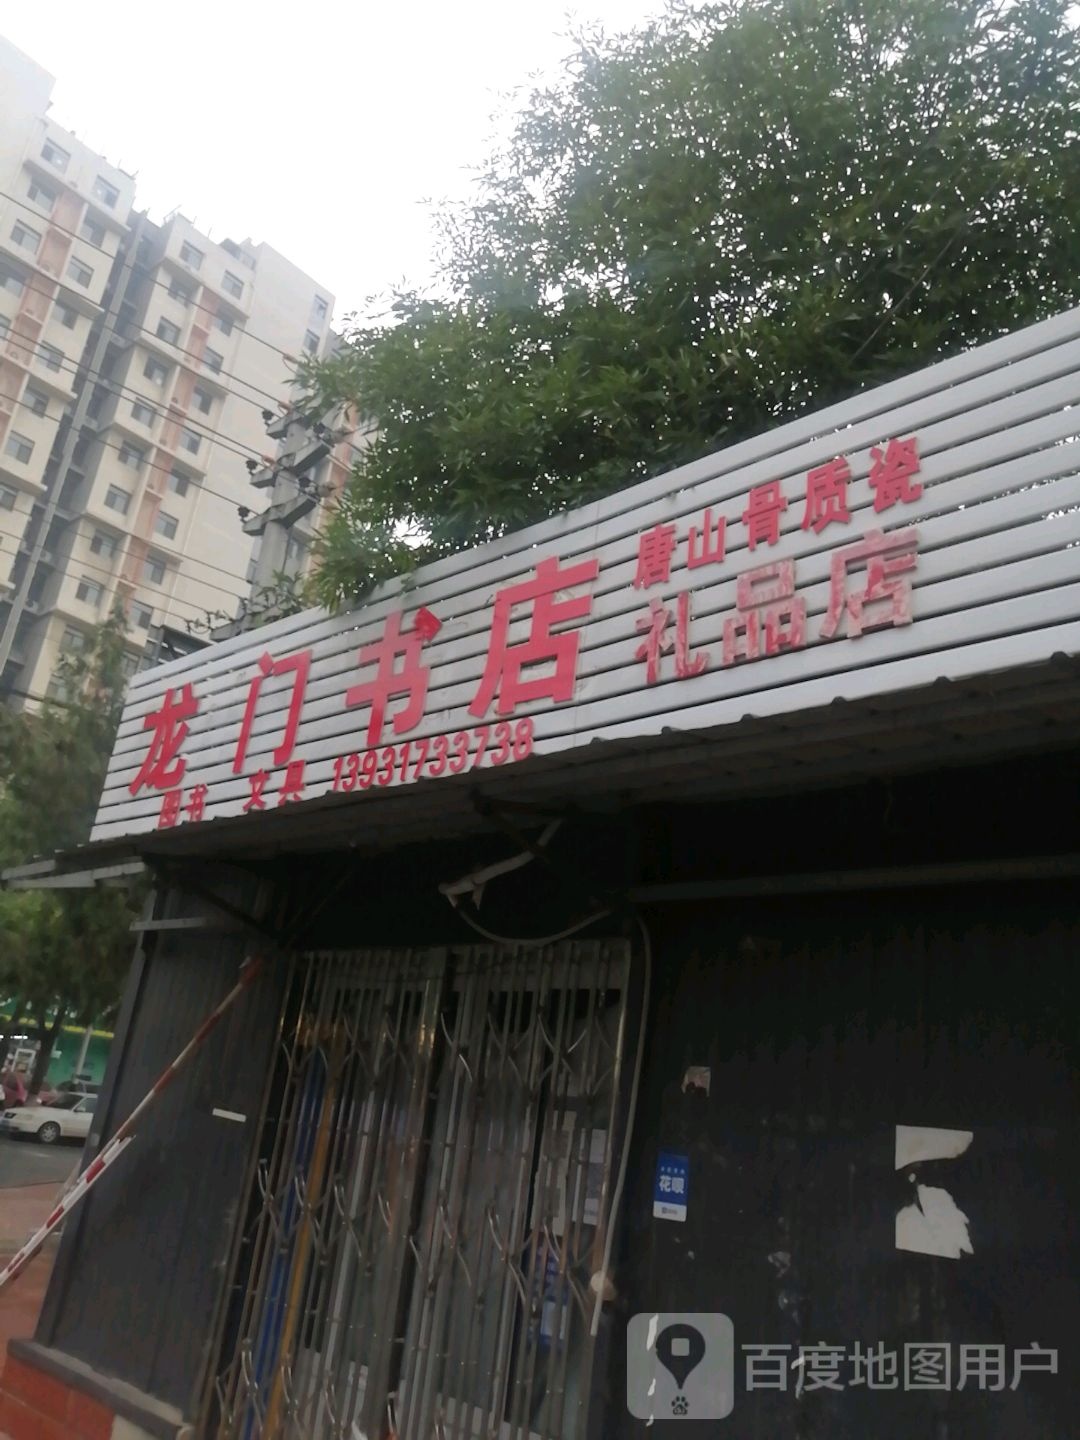 龙门书店
图书 文具 13931733738
唐山骨质瓷
礼品店
花呗
百度地图用户